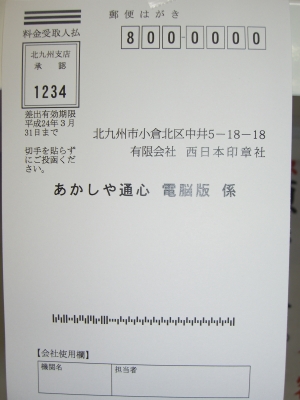 郵便はがき
料金受取人払
800-0000
北九州支店
承認
1234
差出有効期限
平成24年3月
31日まで
切手を貼らず
にご投函くだ
さい。
北九州市小倉北区中井5-18-18
有限会社 西日本印章社
あかしや通心 電脳版 係
【会社使用欄】
機関名
担当者